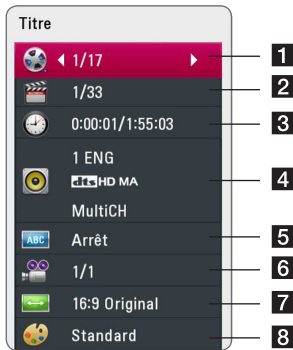 Titre
1/17
1
1/33
2
0:00:01/1:55:03
3
1 ENG
dts HD MA
4
MultiCH
ABC
Arrêt
5
1/1
6
16:9 Original
7
Standard
8